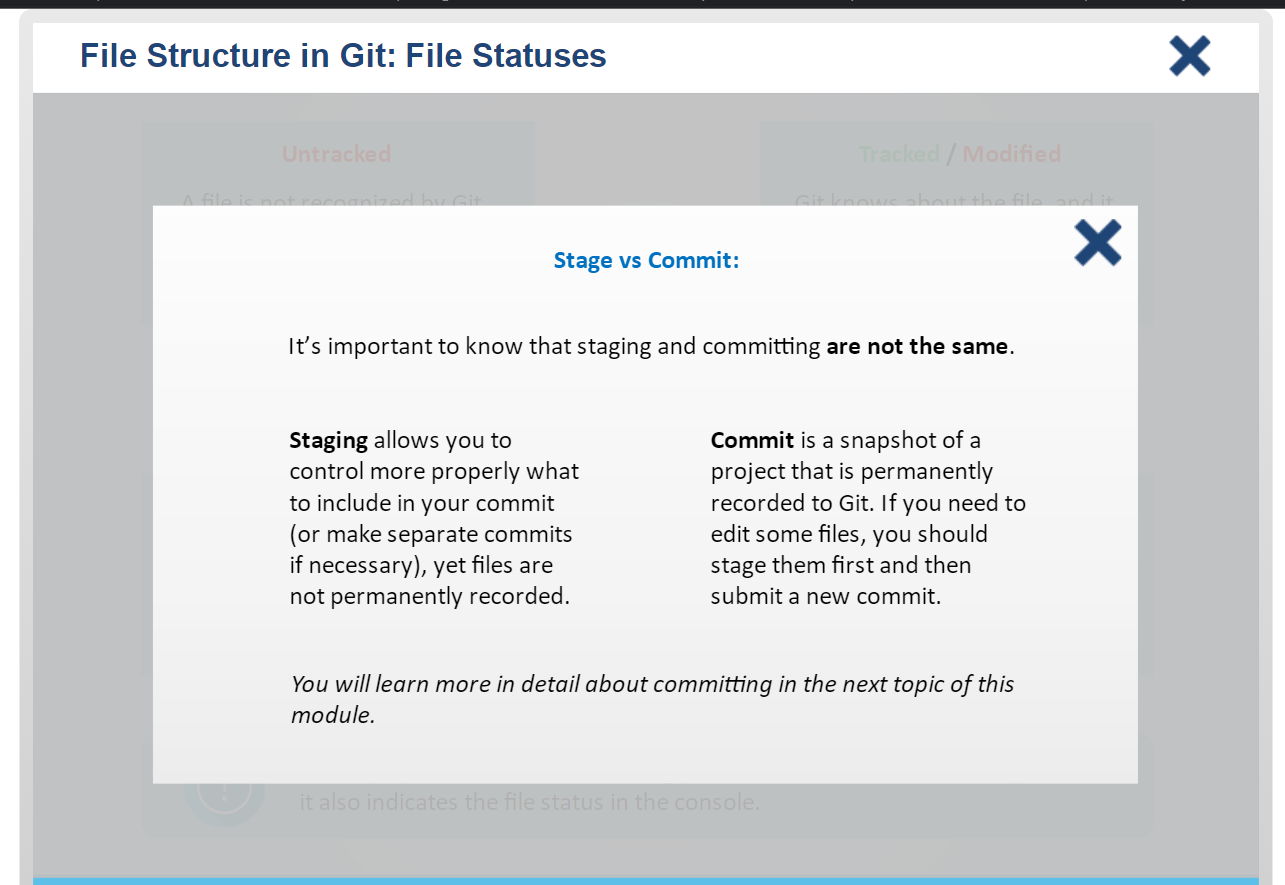 File Structure in Git: File Statuses
Untracked
Tracked / Modified
A file is not recognized by Git
Git knows about the file, and it
Stage vs Commit:
It’s important to know that staging and committing are not the same.
Staging allows you to
control more properly what
to include in your commit
(or make separate commits
if necessary), yet files are
not permanently recorded.
Commit is a snapshot of a
project that is permanently
recorded to Git. If you need to
edit some files, you should
stage them first and then
submit a new commit.
You will learn more in detail about committing in the next topic of this
module.
it also indicates the file status in the console.